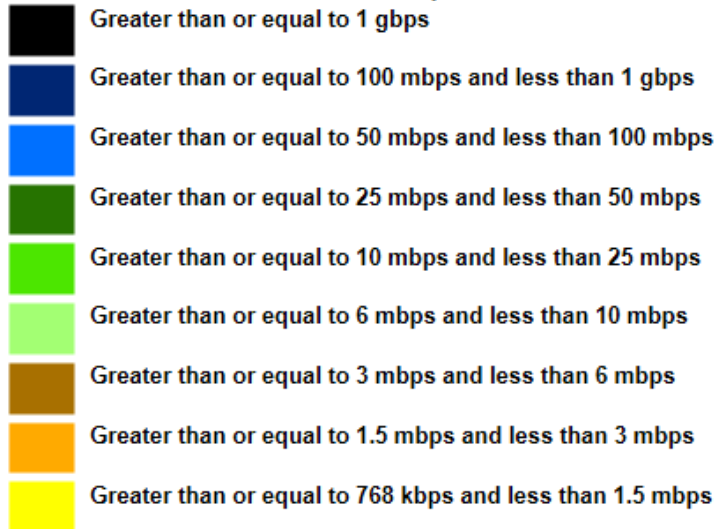 Greater than or equal to 1 gbps
Greater than or equal to 100 mbps and less than 1 gbps
Greater than or equal to 50 mbps and less than 100 mbps
Greater than or equal to 25 mbps and less than 50 mbps
Greater than or equal to 10 mbps and less than 25 mbps
Greater than or equal to 6 mbps and less than 10 mbps
Greater than or equal to 3 mbps and less than 6 mbps
Greater than or equal to 1.5 mbps and less than 3 mbps
Greater than or equal to 768 kbps and less than 1.5 mbps